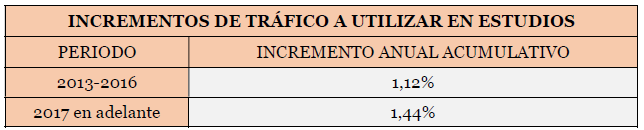 INCREMENTOS DE TRÁFICO A UTILIZAR EN ESTUDIOS
PERIODO INCREMENTO ANUAL ACUMULATIVO
2013-2016 1,12%
2017 en adelante 1,44%